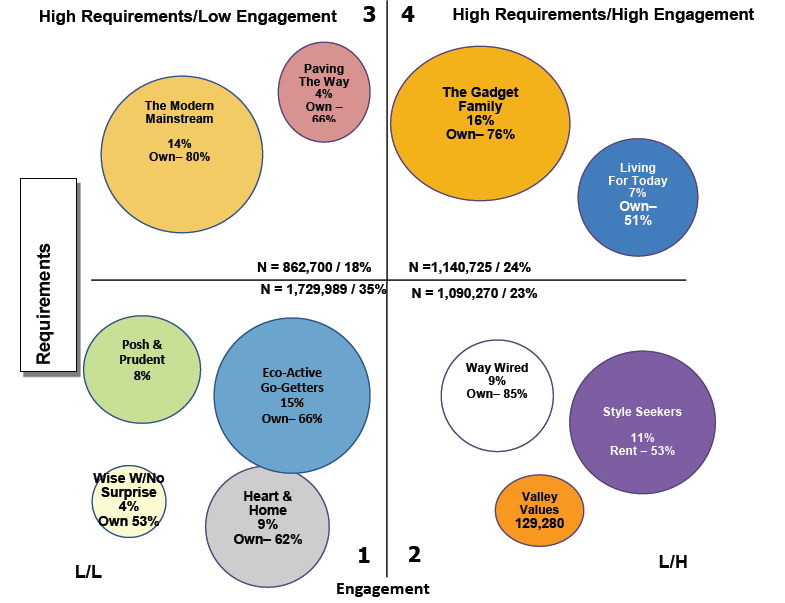 High Requirements/Low Engagement
3
4
High Requirements/High Engagement
The Modern
Mainstream
14%
Own– 80%
Paving
The Way
4%
Own –
66%
The Gadget
Family
16%
Own– 76%
Living
For Today
7%
Own–
51%
N = 862,700 / 18%
N =1,140,725 / 24%
Requirements
N = 1,729,989 / 35%
N = 1,090,270 / 23%
Posh &
Prudent
8%
Eco-Active
Go-Getters
15%
Own– 66%
Way Wired
9%
Own– 85%
Style Seekers
11%
Rent – 53%
Wise W/No
Surprise
4%
Own 53%
Heart &
Home
9%
Own– 62%
Valley
Values
129,280
1
2
L/L
L/H
Engagement